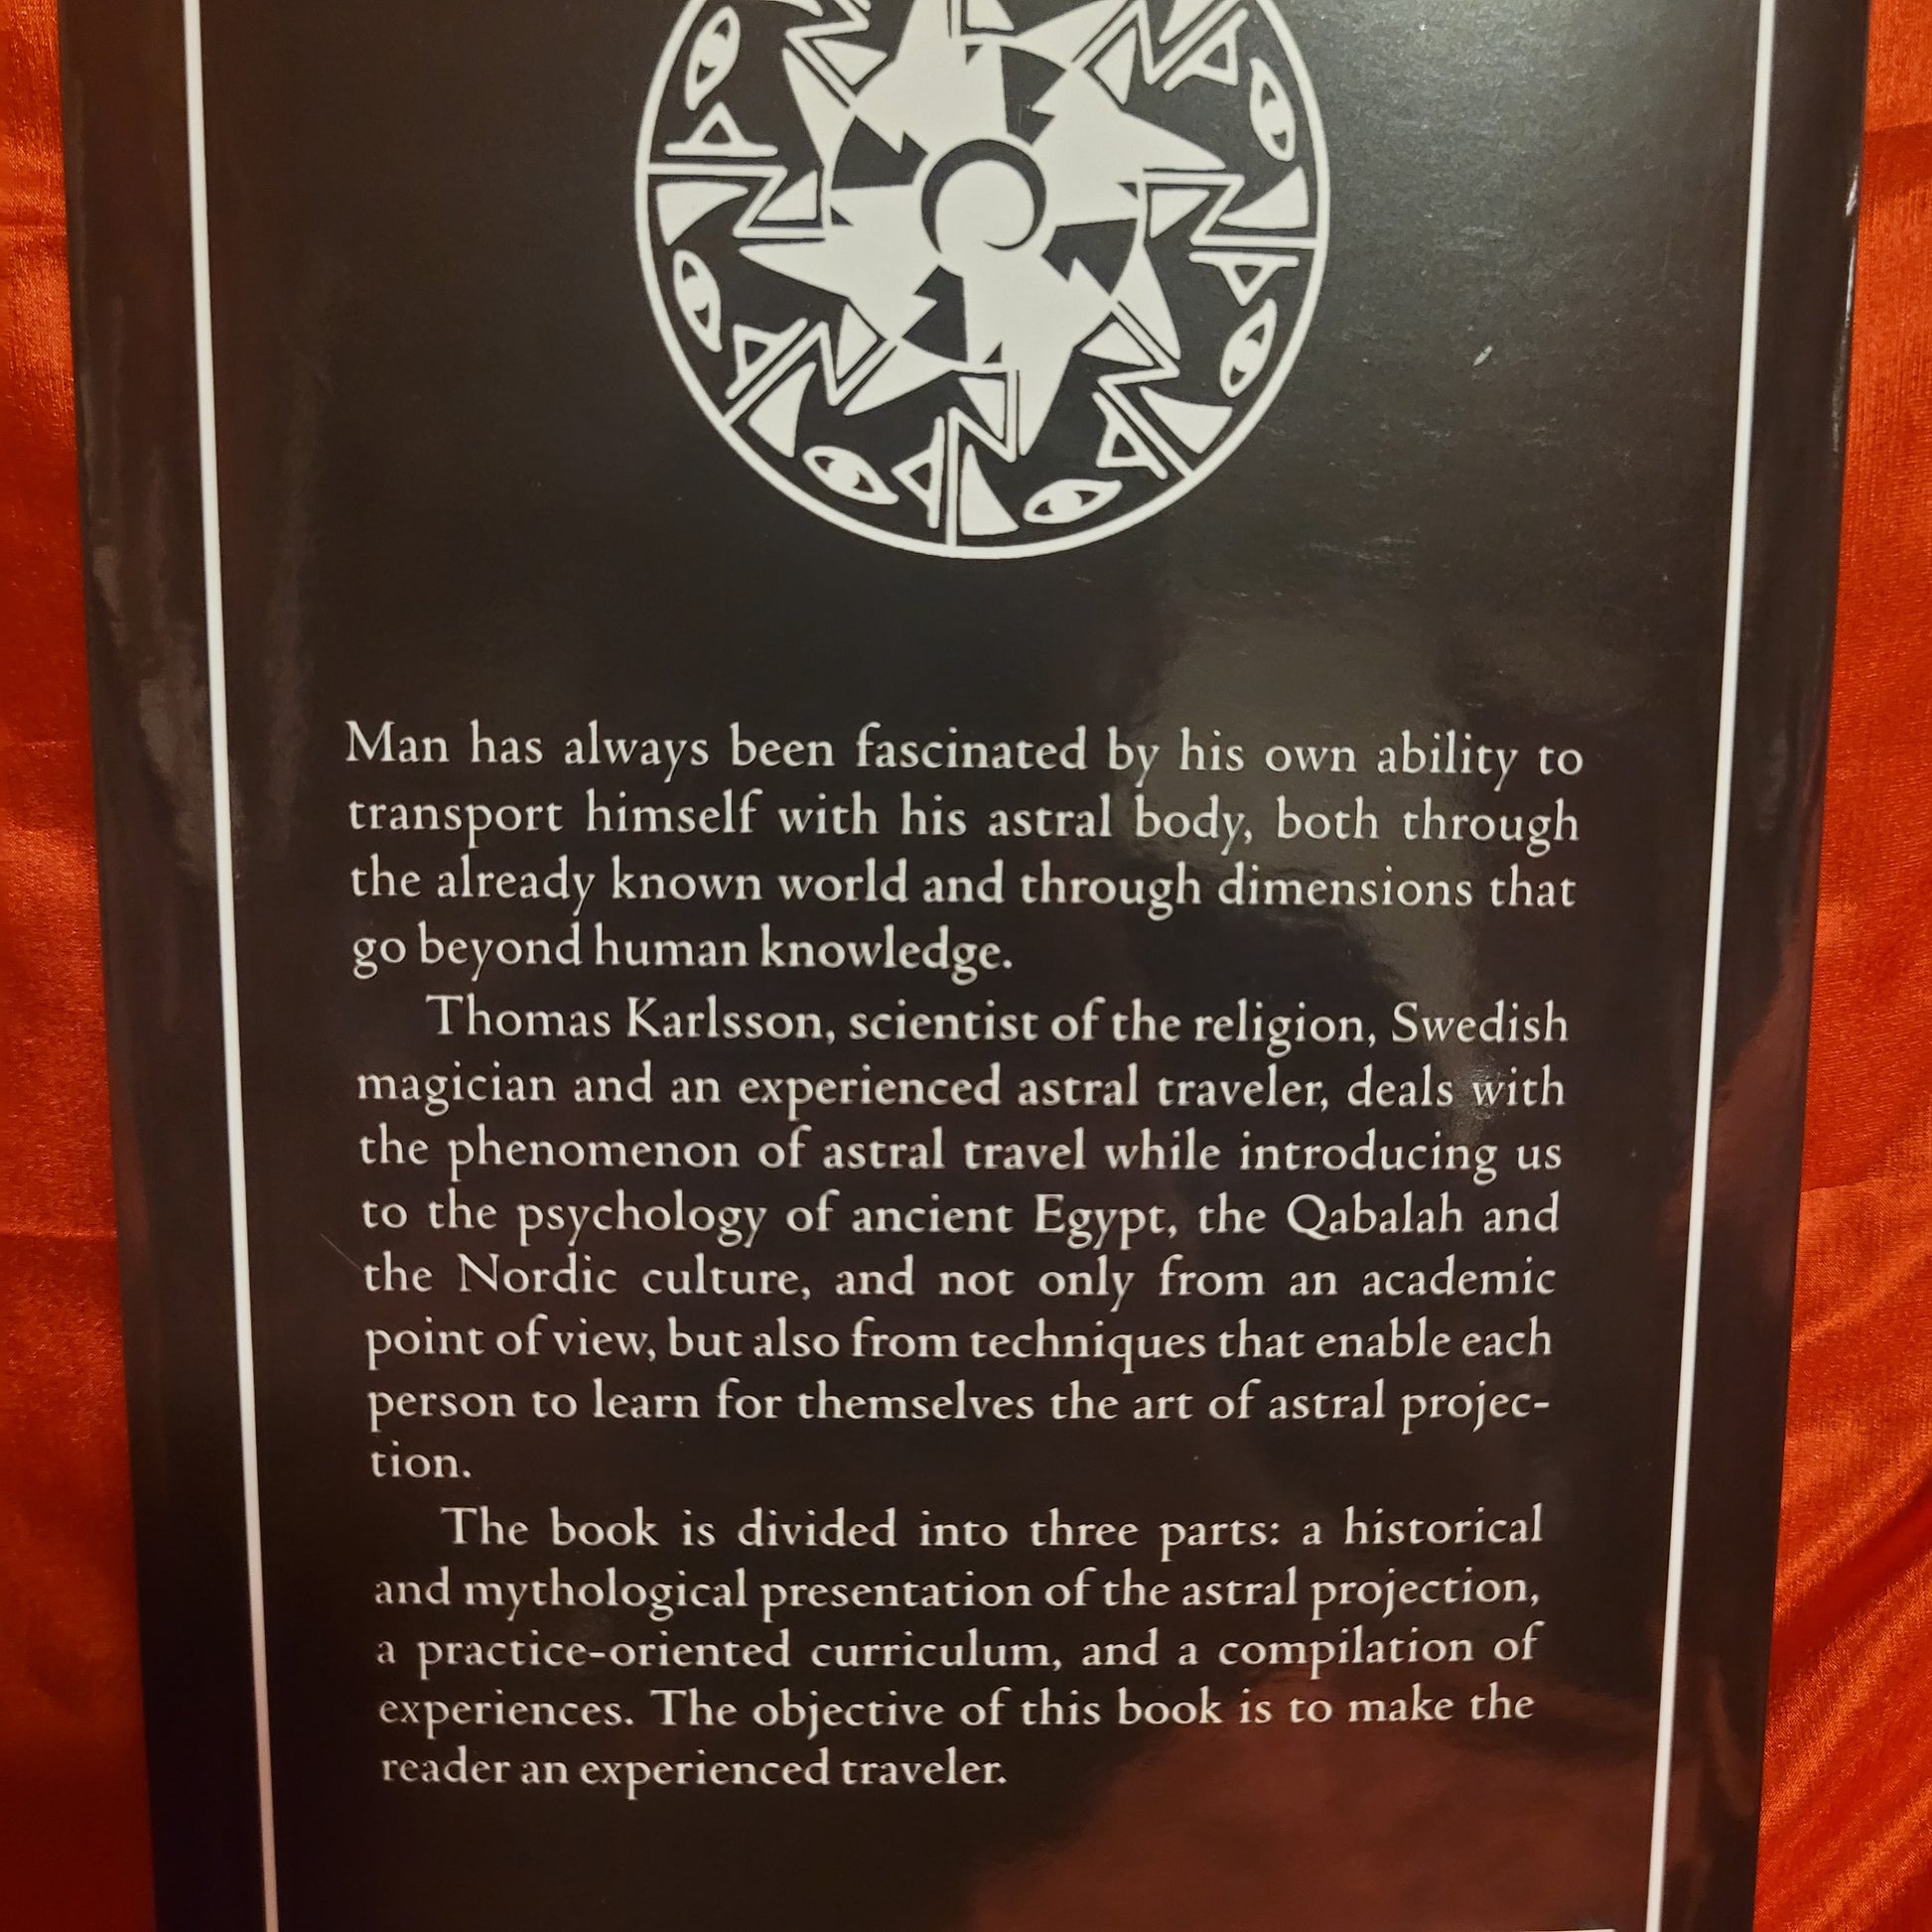 Man has always been fascinated by his own ability to
transport himself with his astral body, both through
the already known world and through dimensions that
go beyond human knowledge.
Thomas Karlsson, scientist of the religion, Swedish
magician and an experienced astral traveler, deals with
the phenomenon of astral travel while introducing us
to the psychology of ancient Egypt, the Qabalah and
the Nordic culture, and not only from an academic
point of view, but also from techniques that enable each
person to learn for themselves the art of astral projec-
tion.
The book is divided into three parts: a historical
and mythological presentation of the astral projection,
a practice-oriented curriculum, and a compilation of
experiences. The objective of this book is to make the
reader an experienced traveler.